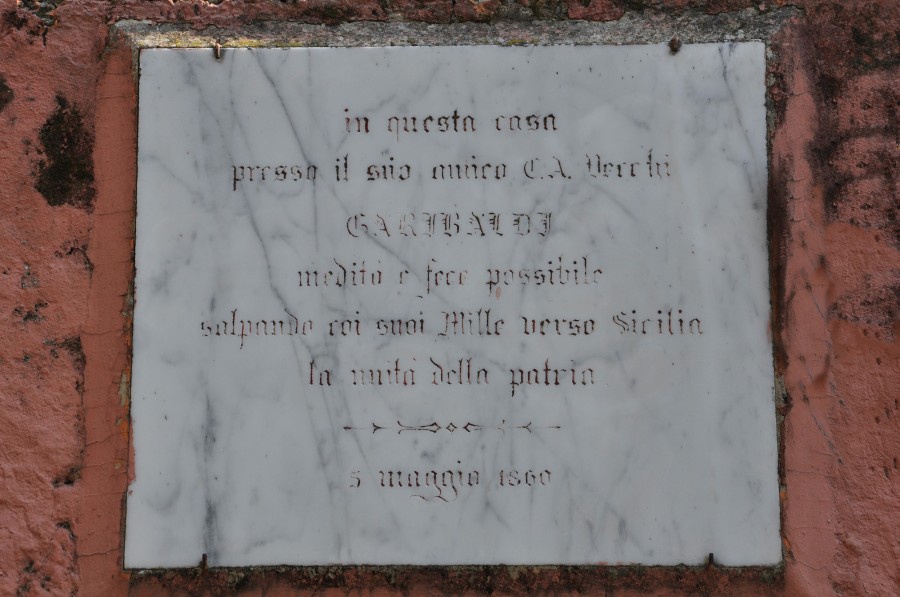 in questa casa
presso il suo amico C.A. Vecchi
GARIBALDI
meditò e fece possibile
salpando coi suoi Mille verso Sicilia
la unità della patria
5 maggio 1860